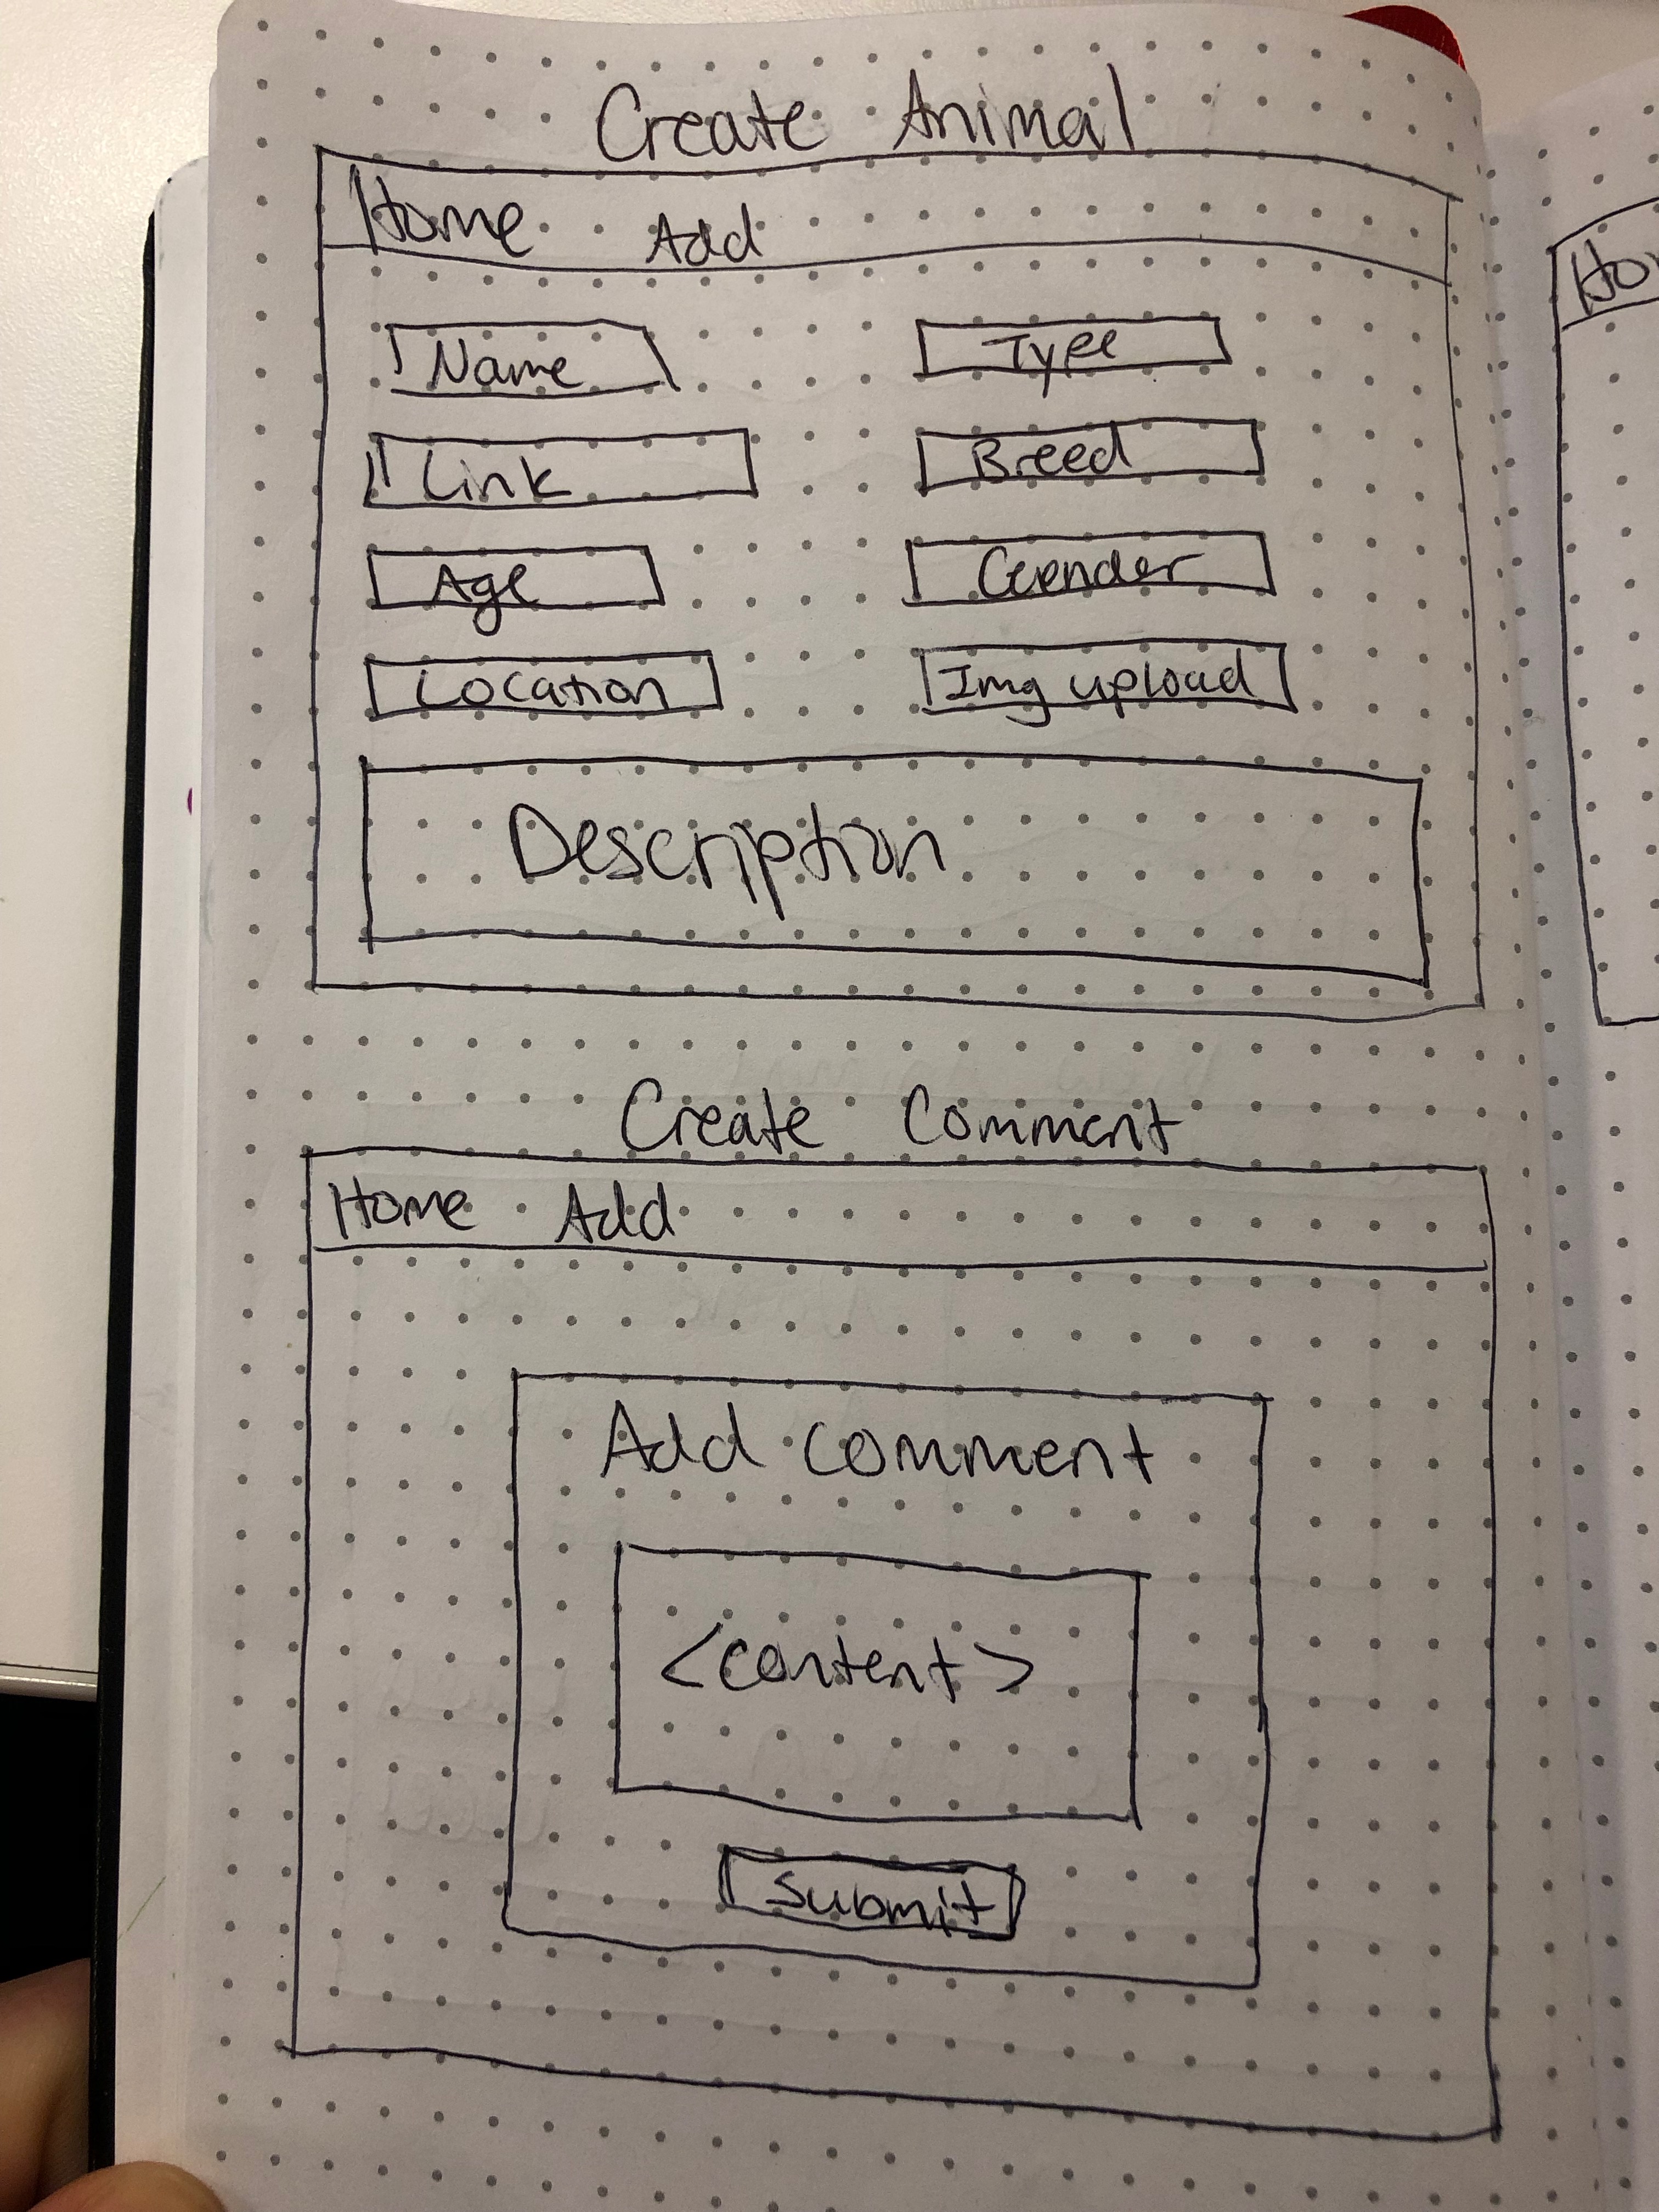 Create Animal
Home Add
Name Type
Link Breed
Age Gender
Location Img upload
Description
Create Comment
Home Add
Add comment
<content>
Submit